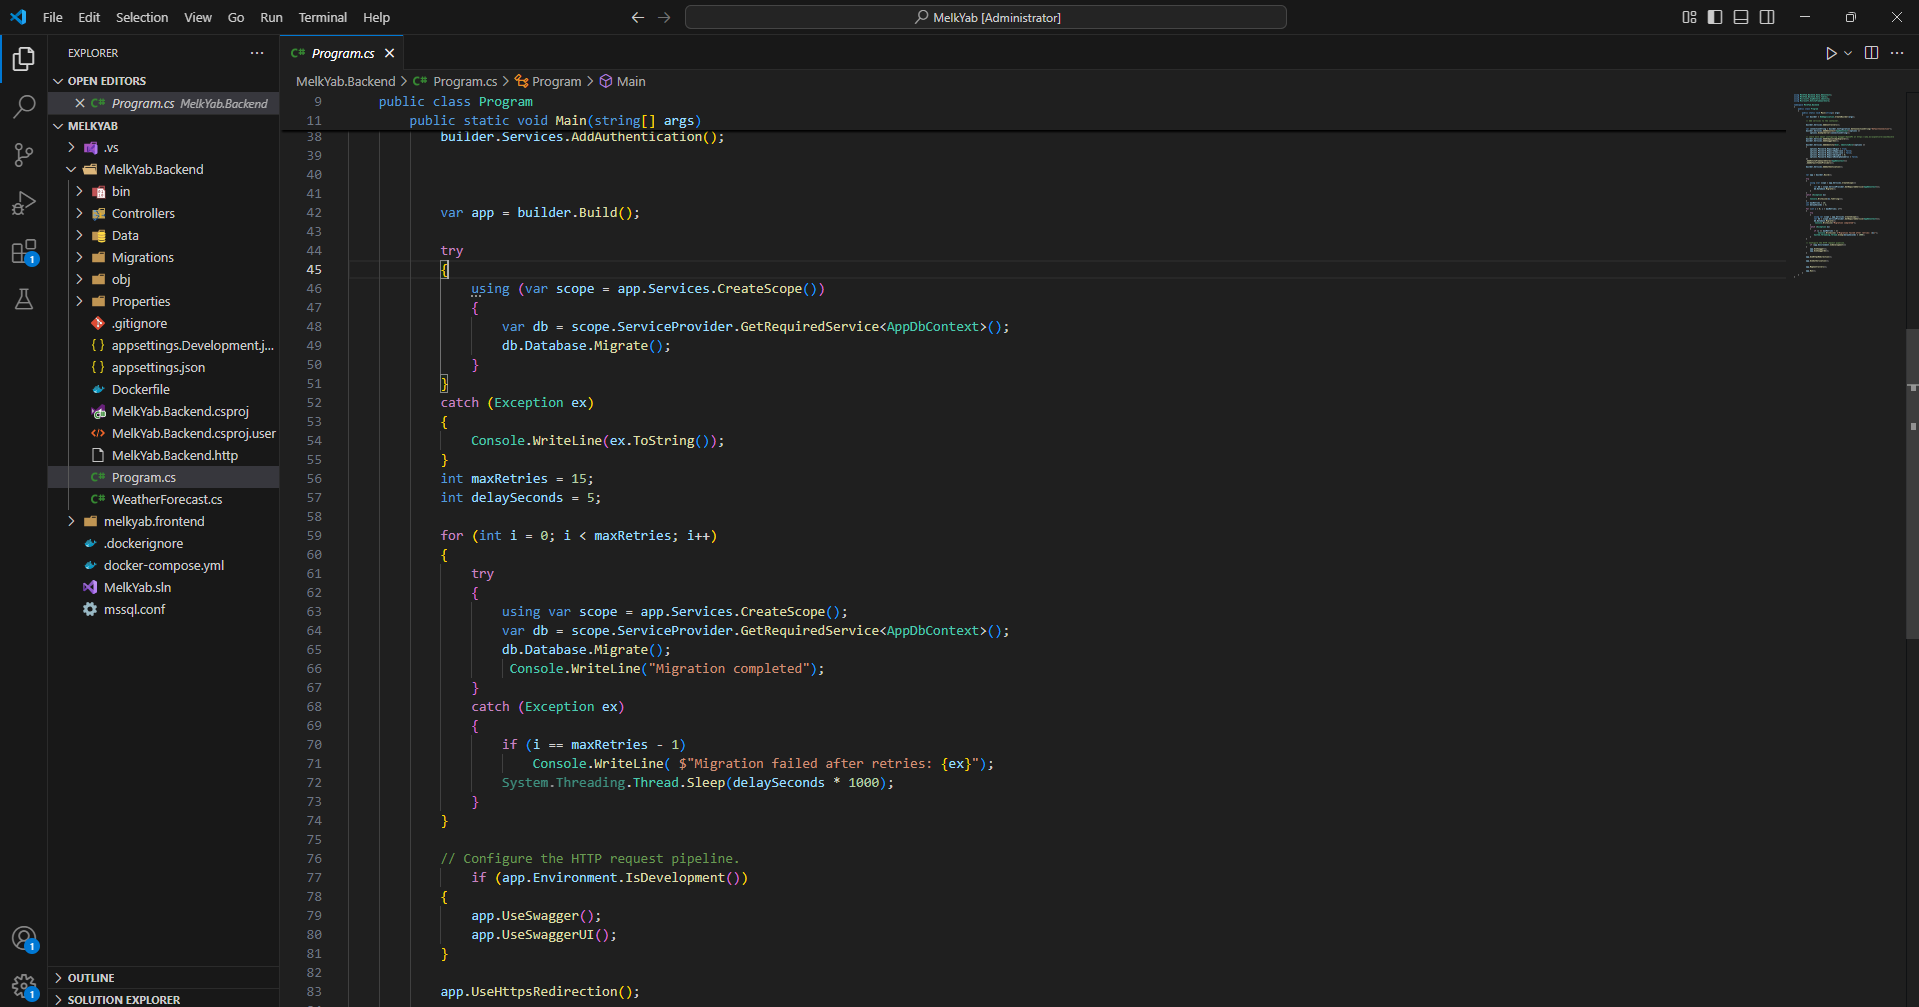 File Edit Selection View Go Run Terminal Help
MelkYab [Administrator]
EXPLORER
OPEN EDITORS
C# Program.cs MelkYab.Backend
MELKYAB
.vs
MelkYab.Backend
bin
Controllers
Data
Migrations
obj
Properties
.gitignore
{ } appsettings.Development.j...
{ } appsettings.json
Dockerfile
MelkYab.Backend.csproj
MelkYab.Backend.csproj.user
MelkYab.Backend.http
C# Program.cs
C# WeatherForecast.cs
melkyab.frontend
.dockerignore
docker-compose.yml
MelkYab.sln
mssql.conf
OUTLINE
SOLUTION EXPLORER
1
1
1
C# Program.cs
MelkYab.Backend > C# Program.cs > Program > Main
9 public class Program
11 public static void Main(string[] args)
38 builder.Services.AddAuthentication();
39
40
41
42 var app = builder.Build();
43
44 try
45 {
46 using (var scope = app.Services.CreateScope())
47 {
48 var db = scope.ServiceProvider.GetRequiredService<AppDbContext>();
49 db.Database.Migrate();
50 }
51 }
52 catch (Exception ex)
53 {
54 Console.WriteLine(ex.ToString());
55 }
56 int maxRetries = 15;
57 int delaySeconds = 5;
58
59 for (int i = 0; i < maxRetries; i++)
60 {
61 try
62 {
63 using var scope = app.Services.CreateScope();
64 var db = scope.ServiceProvider.GetRequiredService<AppDbContext>();
65 db.Database.Migrate();
66 Console.WriteLine("Migration completed");
67 }
68 catch (Exception ex)
69 {
70 if (i == maxRetries - 1)
71 Console.WriteLine( $"Migration failed after retries: {ex}");
72 System.Threading.Thread.Sleep(delaySeconds * 1000);
73 }
74 }
75
76 // Configure the HTTP request pipeline.
77 if (app.Environment.IsDevelopment())
78 {
79 app.UseSwagger();
80 app.UseSwaggerUI();
81 }
82
83 app.UseHttpsRedirection();